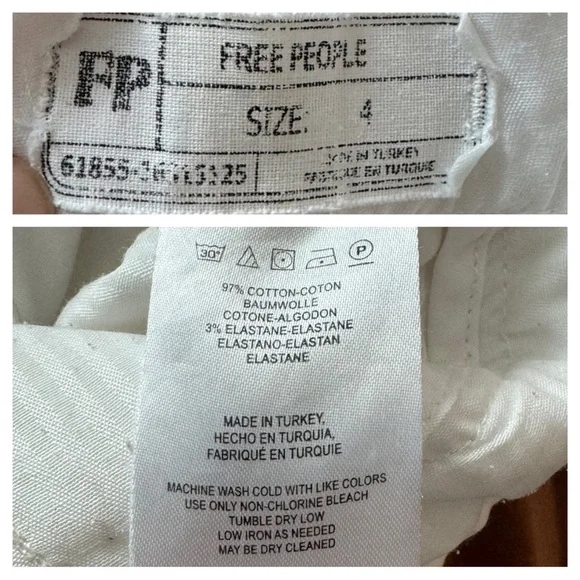 FP
FREE PEOPLE
SIZE: 4
MADE IN TURKEY
FABRIQUE EN TURQUIE
30°
P
97% COTTON-COTON
BAUMWOLLE
COTONE-ALGODON
3% ELASTANE-ELASTANE
ELASTANO-ELASTAN
ELASTANE
MADE IN TURKEY,
HECHO EN TURQUIA,
FABRIQUÉ EN TURQUIE
MACHINE WASH COLD WITH LIKE COLORS
USE ONLY NON-CHLORINE BLEACH
TUMBLE DRY LOW
LOW IRON AS NEEDED
MAY BE DRY CLEANED